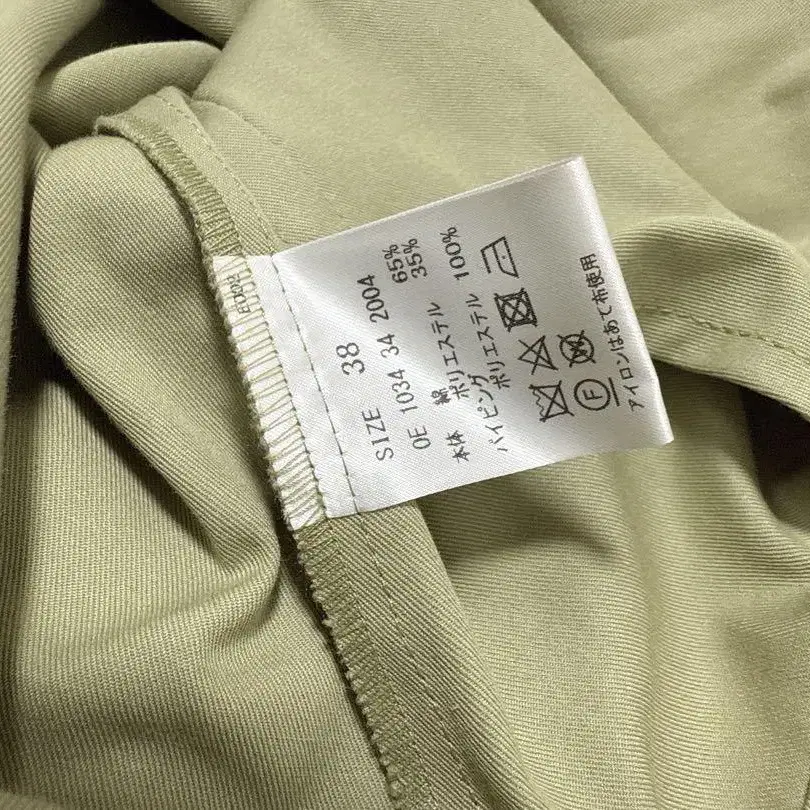 SIZE 38
0E 1034 34 2004
本体 綿 65%
ポリエステル 35%
パイピング
ポリエステル 100%
F
アイロンはあて布使用